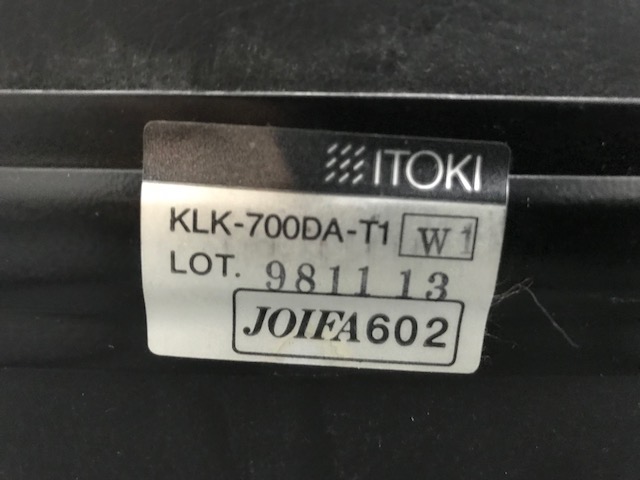 ITOKI
KLK-700DA-T1 W1
LOT. 981113
JOIFA602